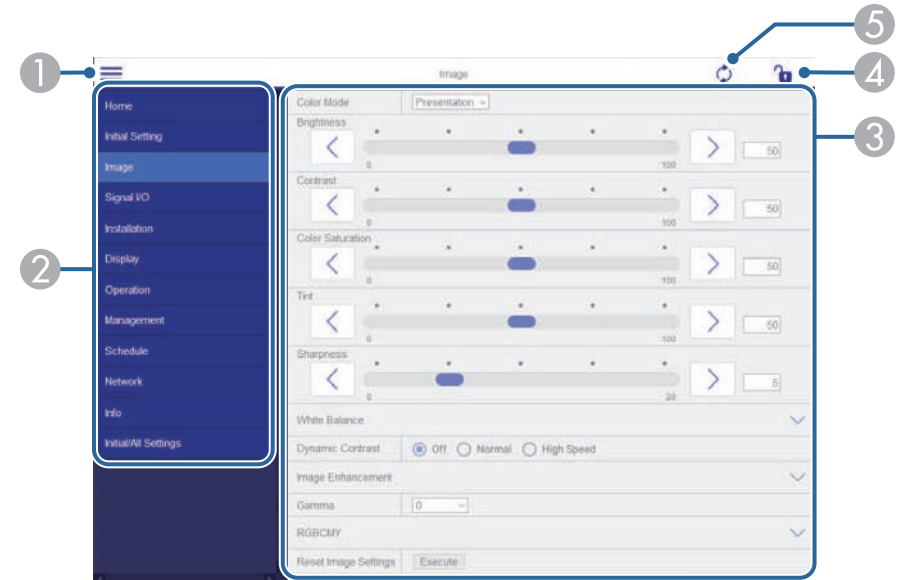 5
1
Image
4
Home
Color Mode
Presentation
Brightness
Initial Setting
3
0
100
50
Image
Contrast
Signal I/O
0
100
50
Installation
Color Saturation
2
Display
0
100
50
Operation
Tint
Management
0
100
50
Schedule
Sharpness
Network
0
20
5
Info
White Balance
Initial/All Settings
Dynamic Contrast
Off
Normal
High Speed
Image Enhancement
Gamma
0
RGBCMY
Reset Image Settings
Execute